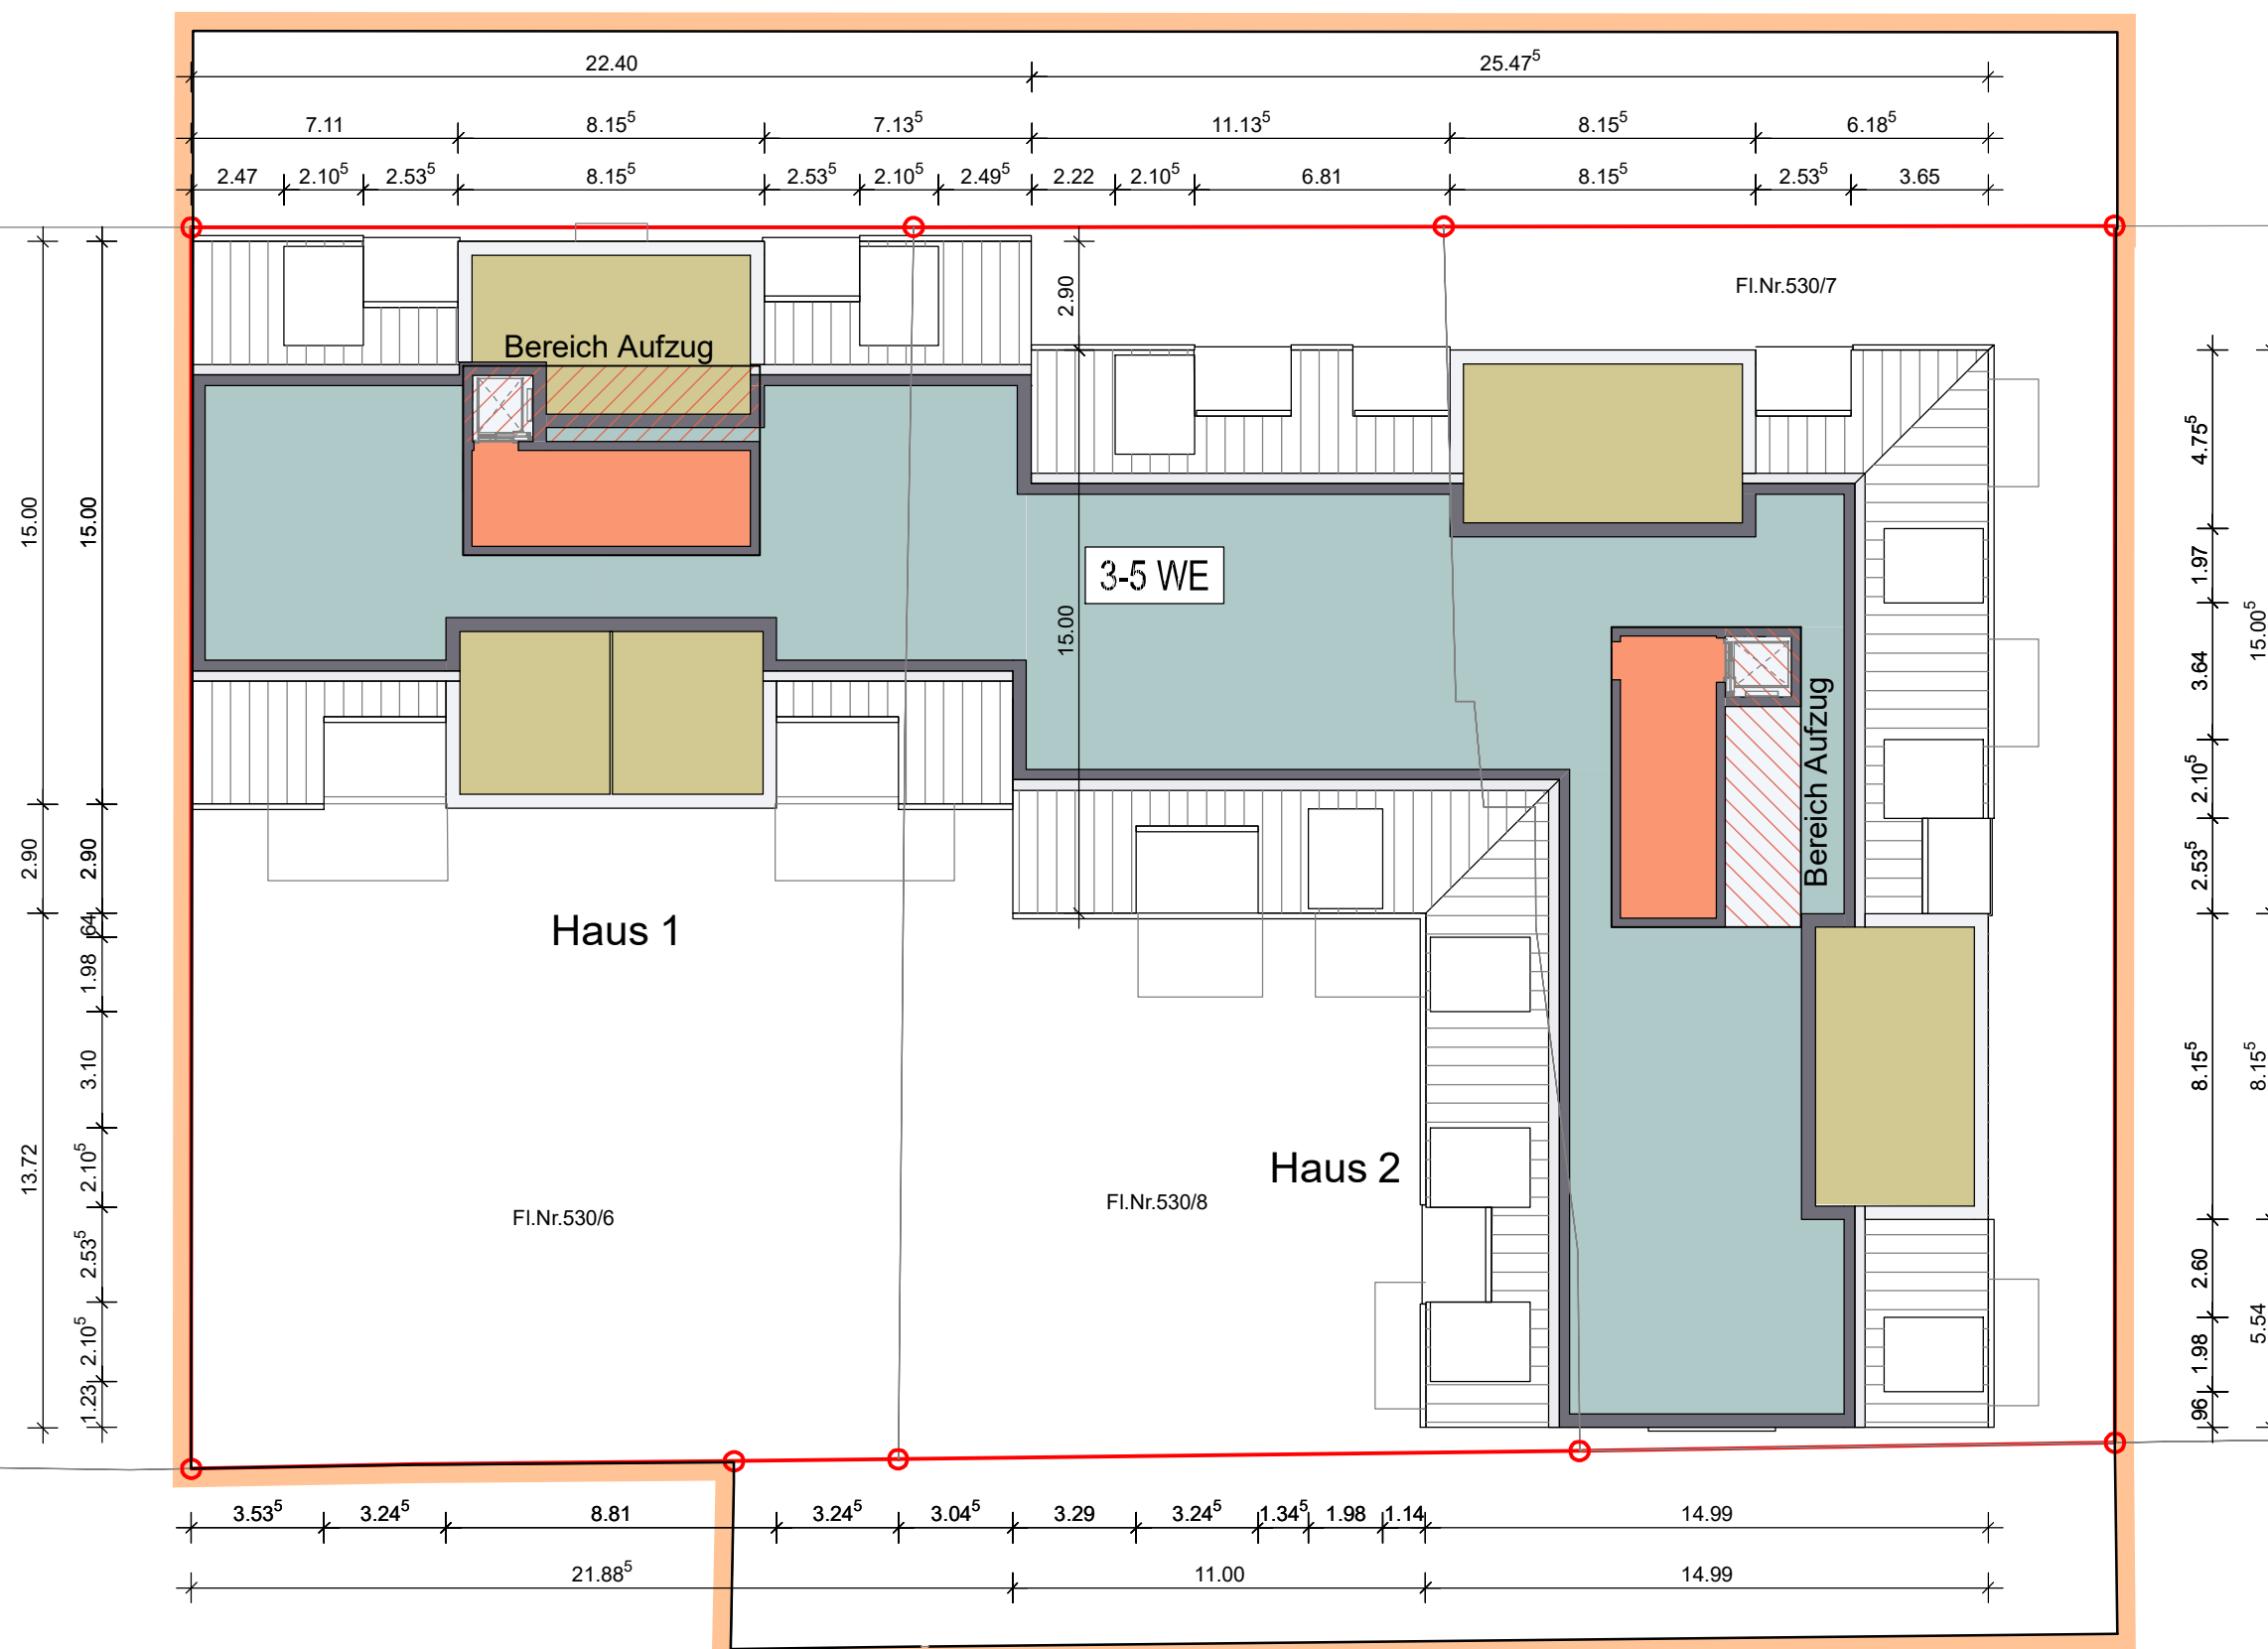 22.40 25.47⁵
7.11 8.15⁵ 7.13⁵ 11.13⁵ 8.15⁵ 6.18⁵
2.47 2.10⁵ 2.53⁵ 8.15⁵ 2.53⁵ 2.10⁵ 2.49⁵ 2.22 2.10⁵ 6.81 8.15⁵ 2.53⁵ 3.65
Fl.Nr.530/7
2.90
Bereich Aufzug
15.00
15.00
3-5 WE
15.00
Bereich Aufzug
Haus 1
Haus 2
Fl.Nr.530/6
Fl.Nr.530/8
2.90
13.72
2.90
64
1.98
3.10
2.10⁵
2.53⁵
2.10⁵
1.23
4.75⁵
1.97
3.64
2.10⁵
2.53⁵
8.15⁵
2.60
1.98
96
15.00⁵
8.15⁵
5.54
3.53⁵ 3.24⁵ 8.81 3.24⁵ 3.04⁵ 3.29 3.24⁵ 1.34⁵ 1.98 1.14 14.99
21.88⁵ 11.00 14.99